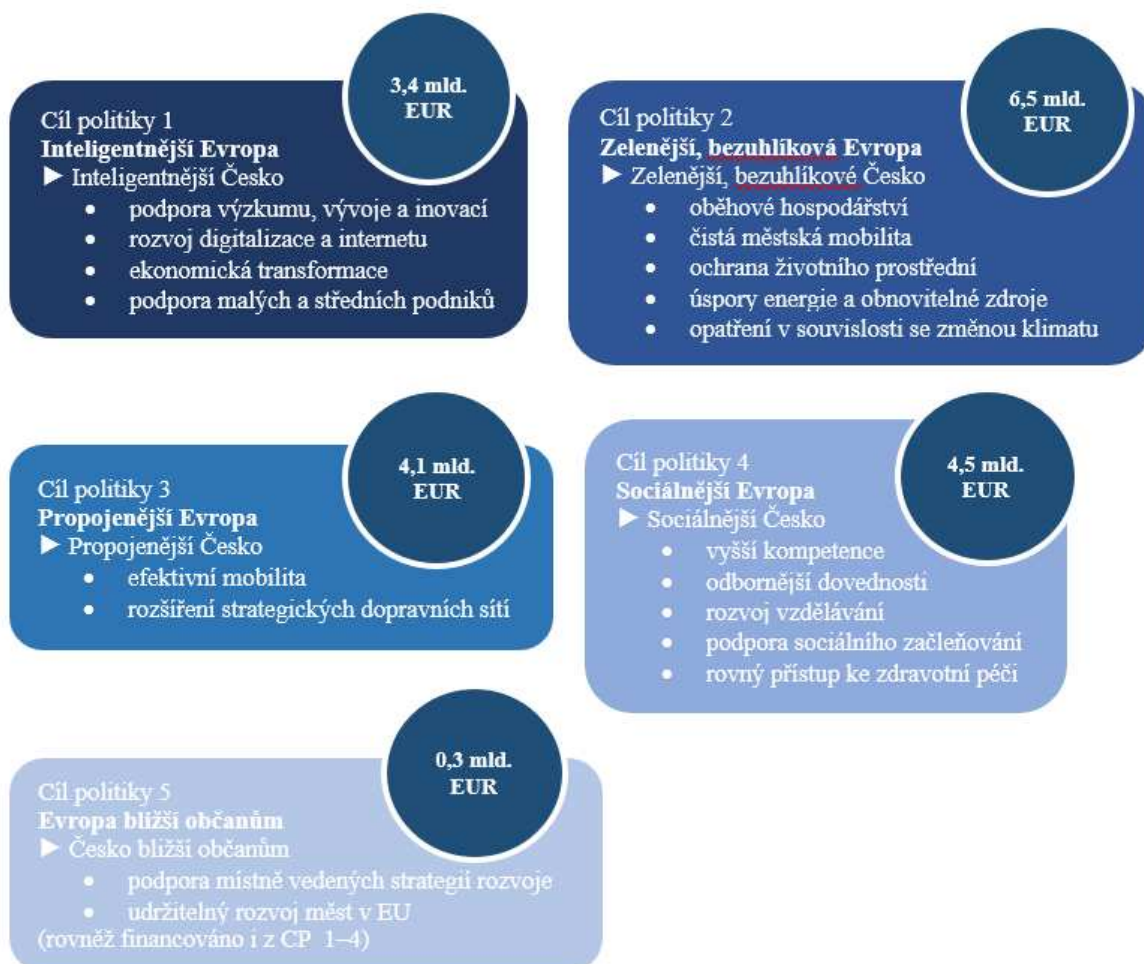 3,4 mld.
EUR
Cíl politiky 1
Inteligentnější Evropa
► Inteligentnější Česko
• podpora výzkumu, vývoje a inovací
• rozvoj digitalizace a internetu
• ekonomická transformace
• podpora malých a středních podniků
6,5 mld.
EUR
Cíl politiky 2
Zelenější, bezuhlíková Evropa
► Zelenější, bezuhlíkové Česko
• oběhové hospodářství
• čistá městská mobilita
• ochrana životního prostřední
• úspory energie a obnovitelné zdroje
• opatření v souvislosti se změnou klimatu
4,1 mld.
EUR
Cíl politiky 3
Propojenější Evropa
► Propojenější Česko
• efektivní mobilita
• rozšíření strategických dopravních sítí
4,5 mld.
EUR
Cíl politiky 4
Sociálnější Evropa
► Sociálnější Česko
• vyšší kompetence
• odbornější dovednosti
• rozvoj vzdělávání
• podpora sociálního začleňování
• rovný přístup ke zdravotní péči
0,3 mld.
EUR
Cíl politiky 5
Evropa bližší občanům
► Česko bližší občanům
• podpora místně vedených strategií rozvoje
• udržitelný rozvoj měst v EU
(rovněž financováno i z CP 1–4)